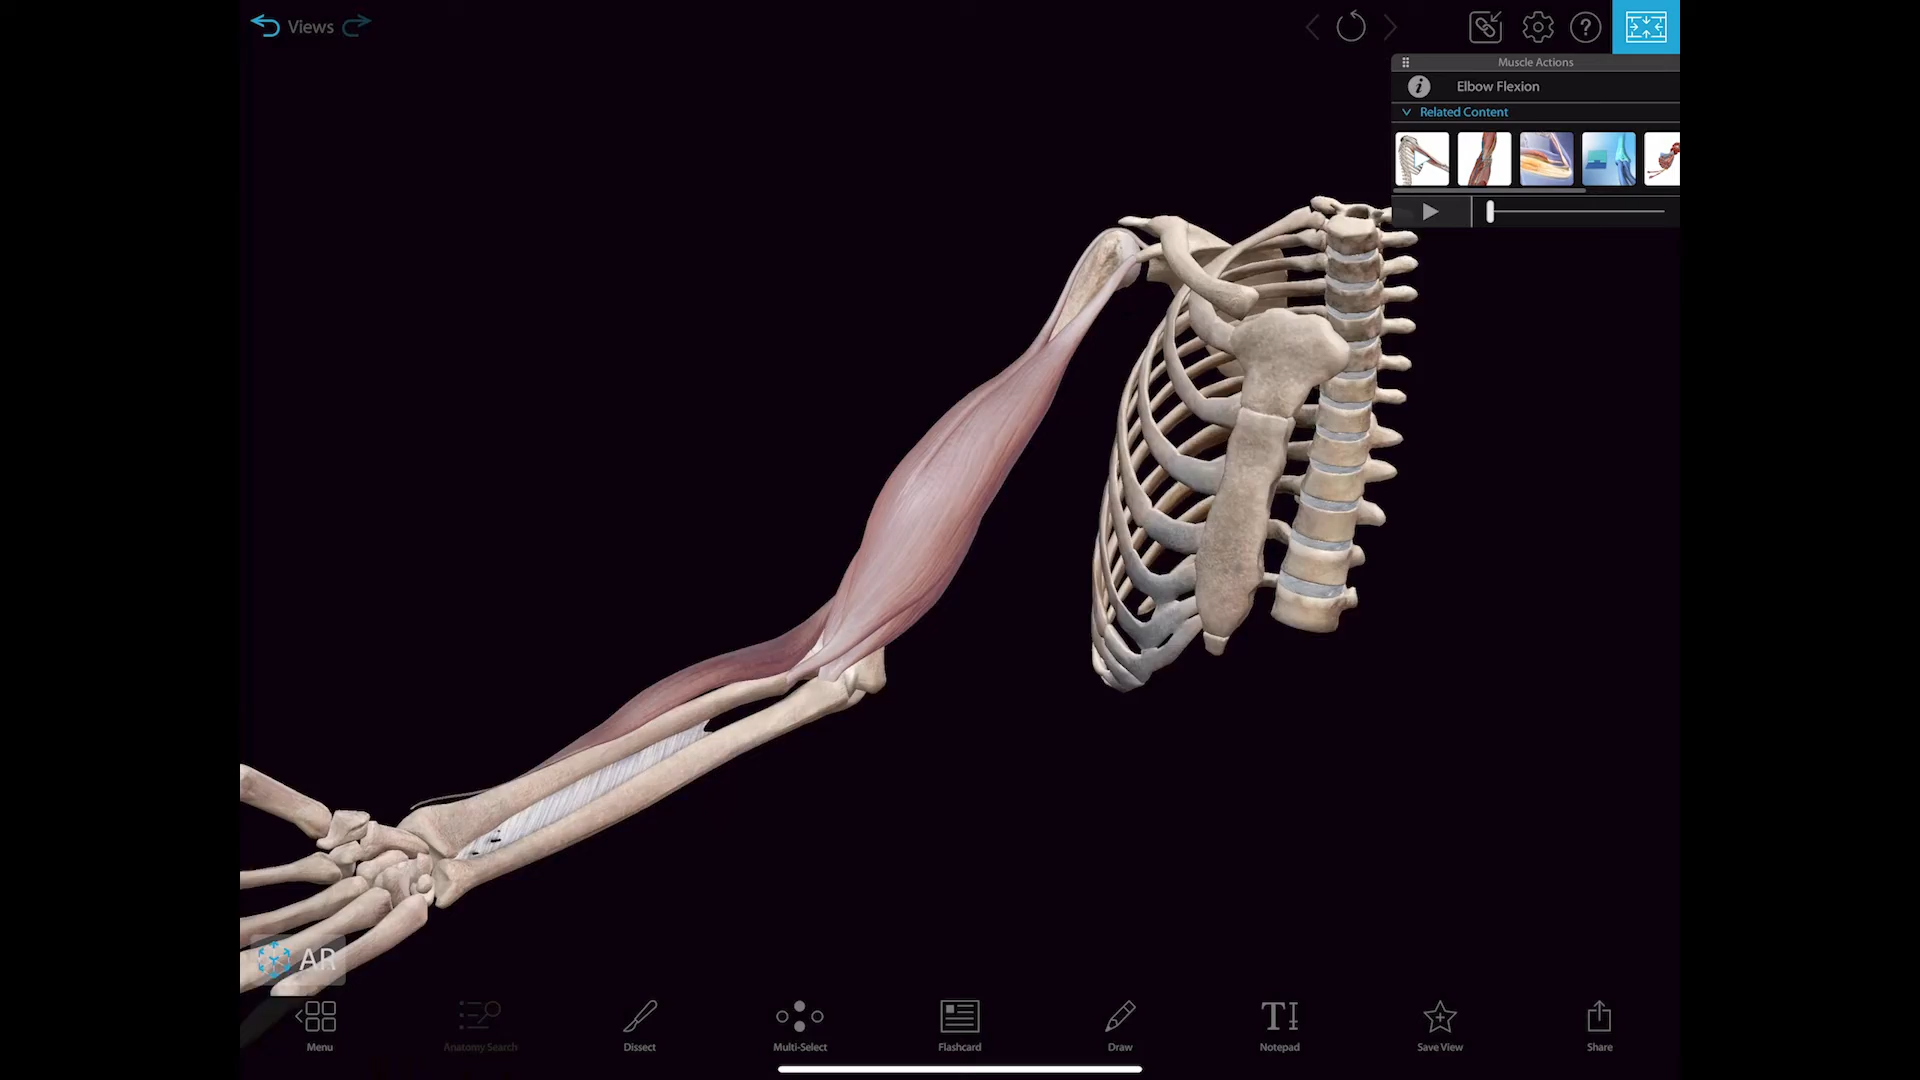 Views
Muscle Actions
Elbow Flexion
Related Content
AR
Menu
Anatomy Search
Dissect
Multi-Select
Flashcard
Draw
Notepad
Save View
Share